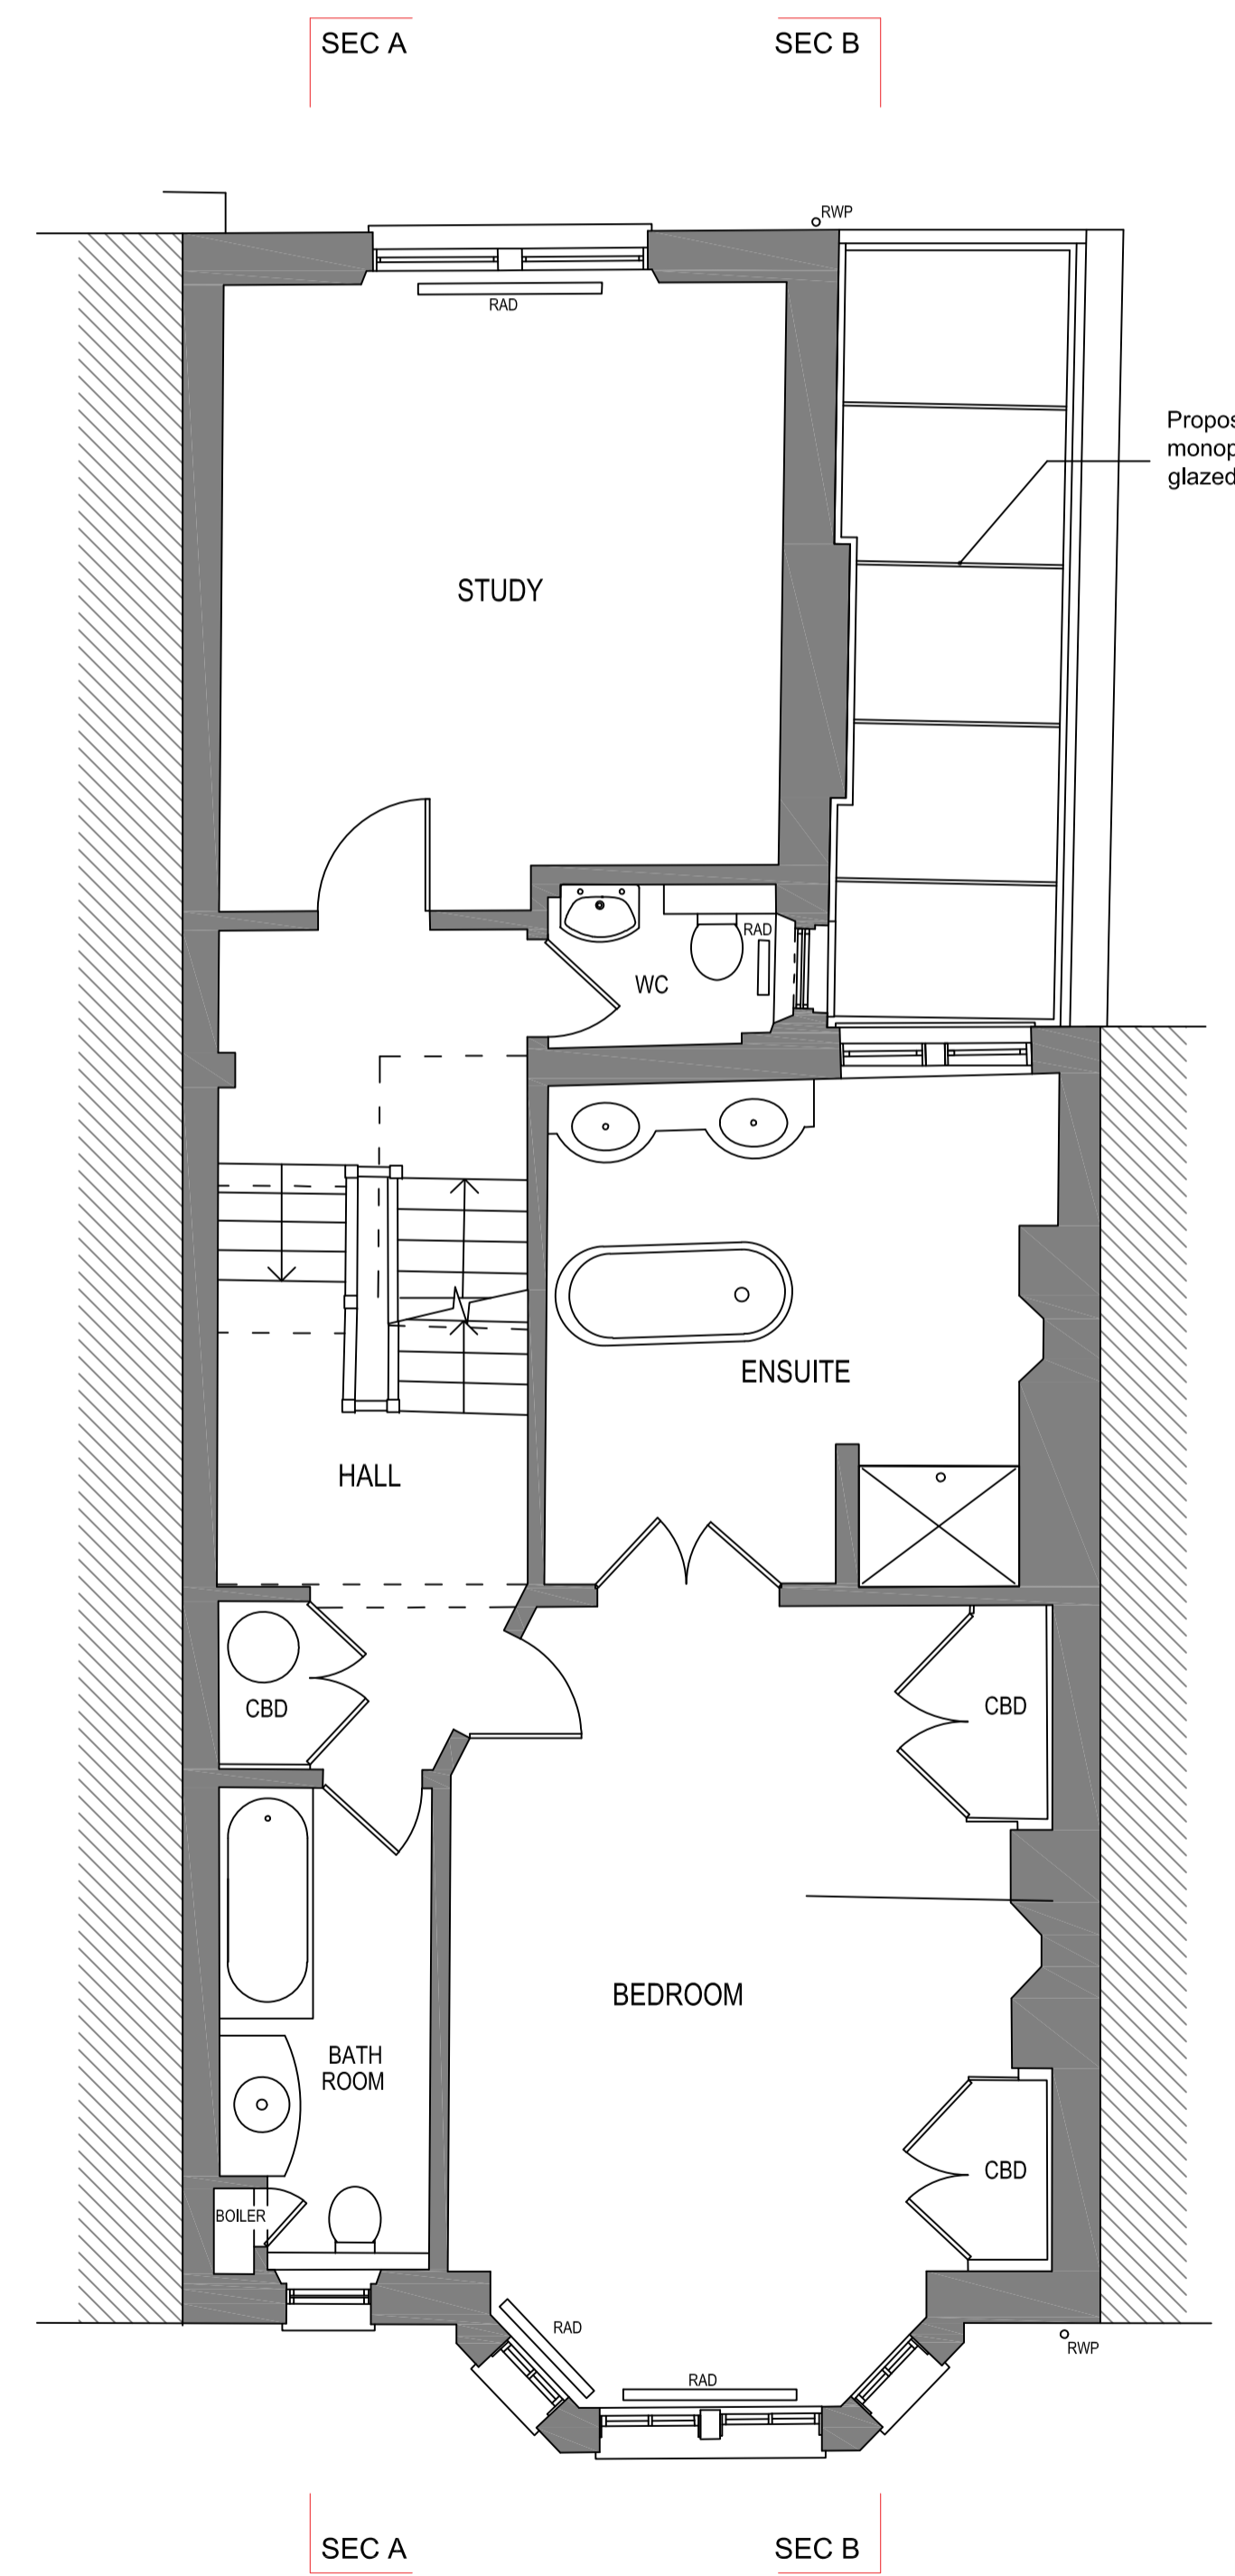 SEC A
SEC B
RWP
RAD
Propos
monop
glazed
STUDY
RAD
WC
ENSUITE
HALL
CBD
CBD
BEDROOM
BATH
ROOM
CBD
BOILER
RAD
RAD
RWP
SEC A
SEC B